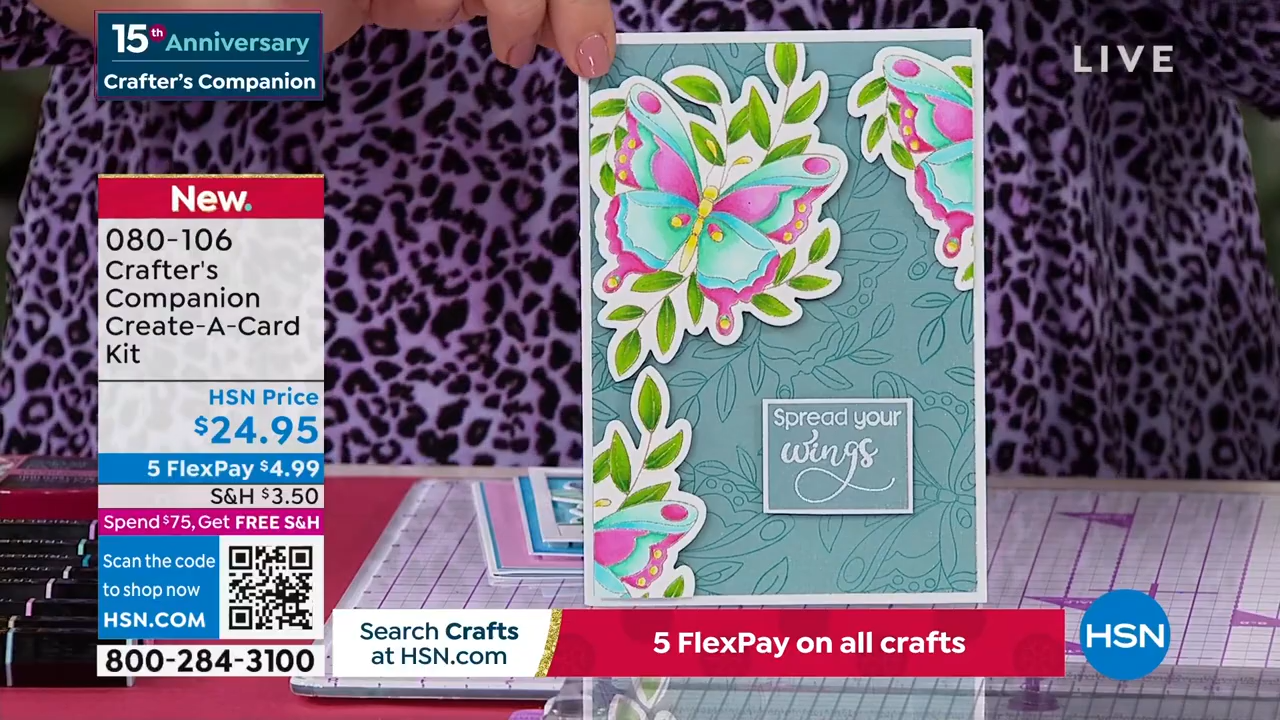 15th Anniversary
Crafter's Companion
LIVE
New.
080-106
Crafter's
Companion
Create-A-Card
Kit
HSN Price
$24.95
5 FlexPay $4.99
S&H $3.50
Spend $75, Get FREE S&H
Scan the code
to shop now
HSN.COM
800-284-3100
Spread your
wings
Search Crafts
at HSN.com
5 FlexPay on all crafts
HSN